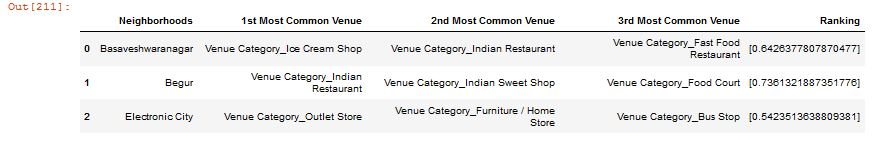 Out[211]:
Neighborhoods 1st Most Common Venue 2nd Most Common Venue 3rd Most Common Venue Ranking
0 Basaveshwaranagar Venue Category_Ice Cream Shop Venue Category_Indian Restaurant Venue Category_Fast Food Restaurant [0.6426377807870477]
1 Begur Venue Category_Indian Restaurant Venue Category_Indian Sweet Shop Venue Category_Food Court [0.7361321887351776]
2 Electronic City Venue Category_Outlet Store Venue Category_Furniture / Home Store Venue Category_Bus Stop [0.5423513638809381]